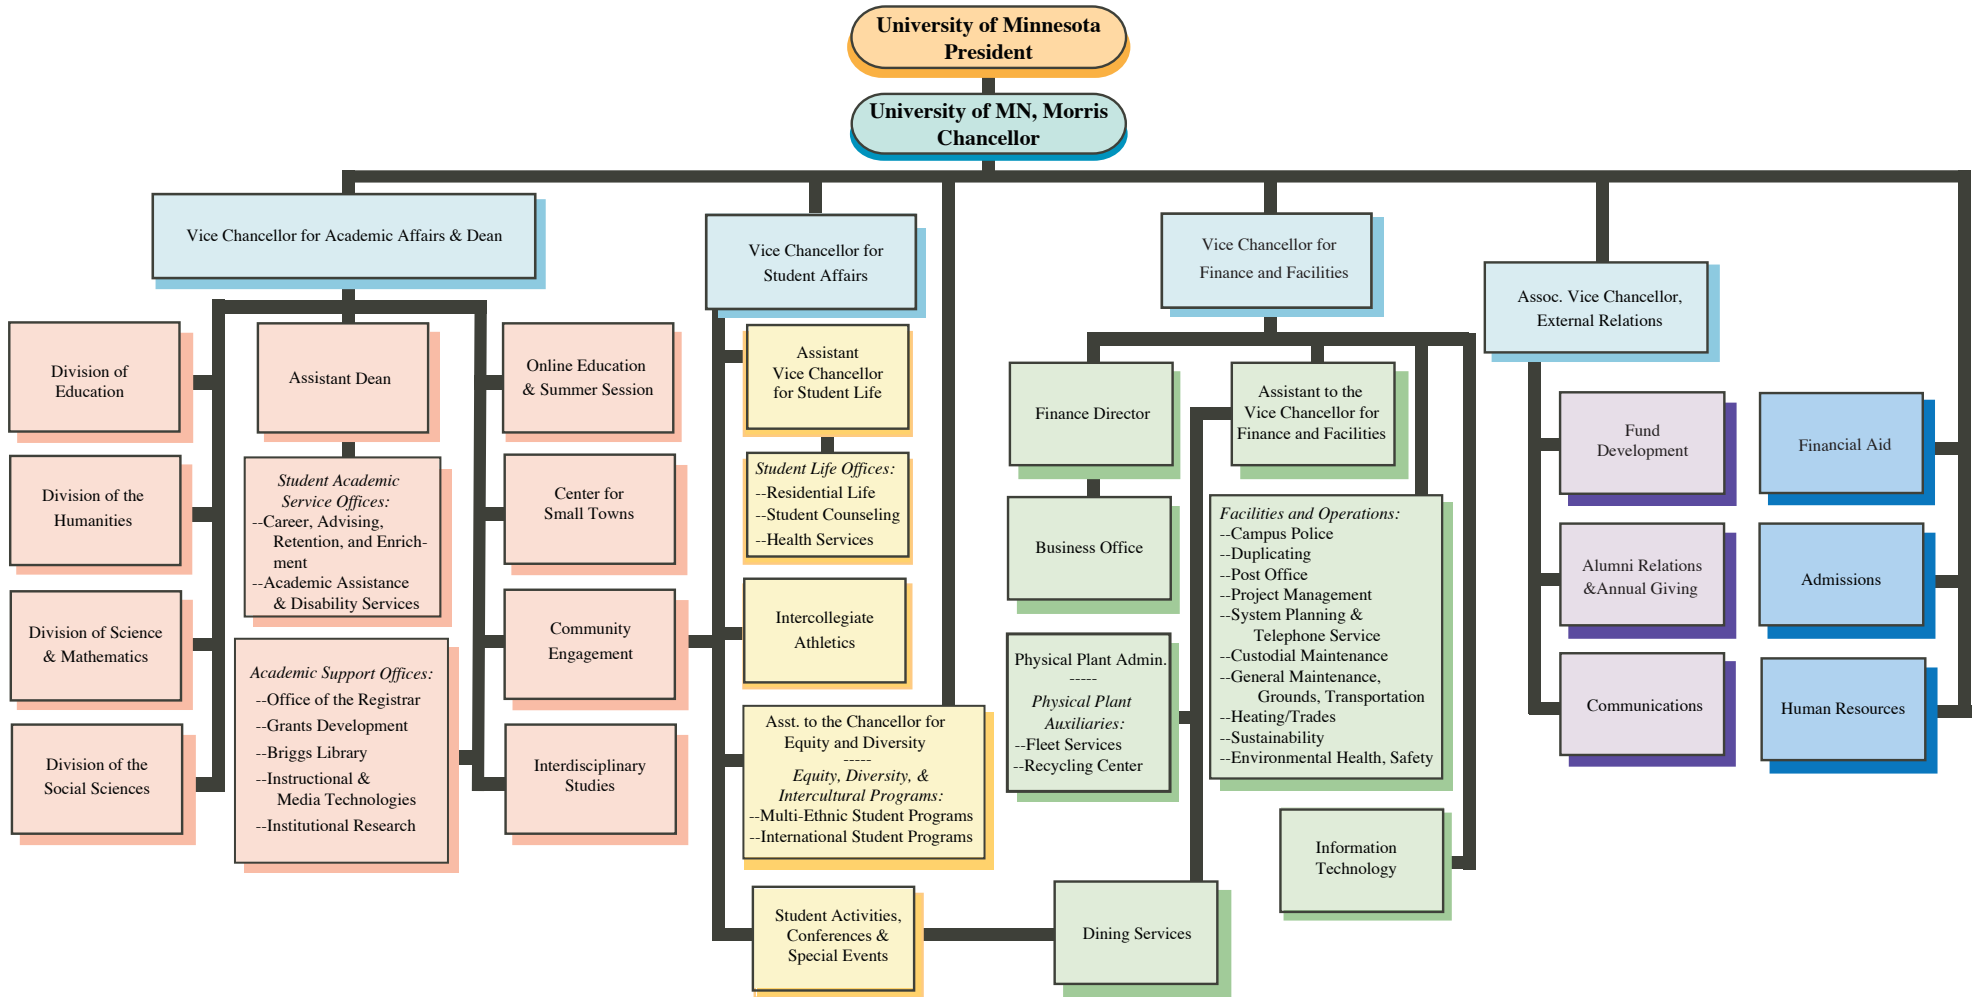 University of Minnesota
President
University of MN, Morris
Chancellor
Vice Chancellor for Academic Affairs & Dean
Division of
Education
Division of the
Humanities
Division of Science
& Mathematics
Division of the
Social Sciences
Assistant Dean
Student Academic
Service Offices:
--Career, Advising,
Retention, and Enrich-
ment
--Academic Assistance
& Disability Services
Academic Support Offices:
--Office of the Registrar
--Grants Development
--Briggs Library
--Instructional &
Media Technologies
--Institutional Research
Online Education
& Summer Session
Center for
Small Towns
Community
Engagement
Interdisciplinary
Studies
Vice Chancellor for
Student Affairs
Assistant
Vice Chancellor
for Student Life
Student Life Offices:
--Residential Life
--Student Counseling
--Health Services
Intercollegiate
Athletics
Asst. to the Chancellor for
Equity and Diversity
-----
Equity, Diversity, &
Intercultural Programs:
--Multi-Ethnic Student Programs
--International Student Programs
Student Activities,
Conferences &
Special Events
Vice Chancellor for
Finance and Facilities
Finance Director
Business Office
Physical Plant Admin.
-----
Physical Plant
Auxiliaries:
--Fleet Services
--Recycling Center
Dining Services
Assistant to the
Vice Chancellor for
Finance and Facilities
Facilities and Operations:
--Campus Police
--Duplicating
--Post Office
--Project Management
--System Planning &
Telephone Service
--Custodial Maintenance
--General Maintenance,
Grounds, Transportation
--Heating/Trades
--Sustainability
--Environmental Health, Safety
Information
Technology
Assoc. Vice Chancellor,
External Relations
Fund
Development
Alumni Relations
&Annual Giving
Communications
Financial Aid
Admissions
Human Resources